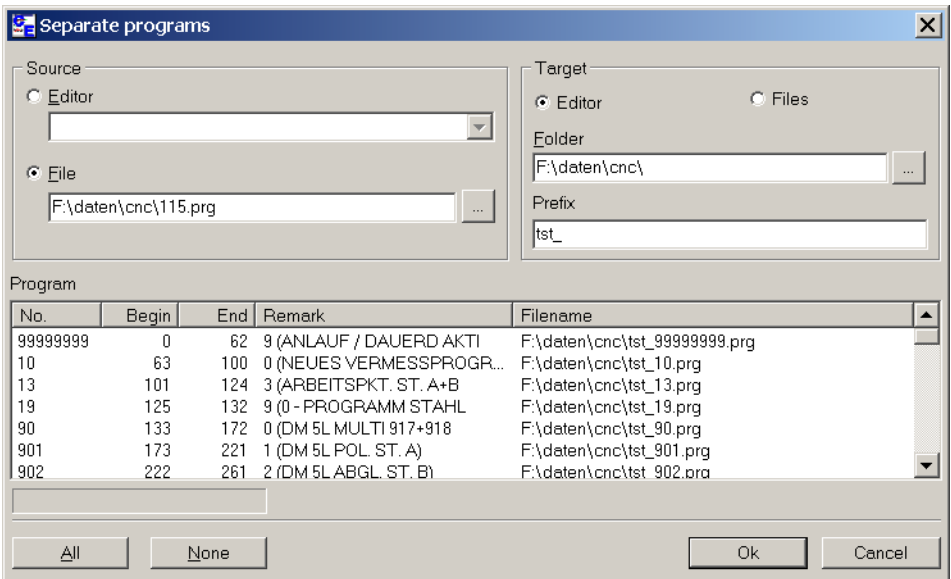 Separate programs
Source
Editor
File
F:\daten\cnc\115.prg
...
Target
Editor
Files
Folder
F:\daten\cnc\
...
Prefix
tst_
Program
No. Begin End Remark Filename
99999999 0 62 9 (ANLAUF / DAUERD AKTI F:\daten\cnc\tst_99999999.prg
10 63 100 0 (NEUES VERMESSPROGR... F:\daten\cnc\tst_10.prg
13 101 124 3 (ARBEITSPKT. ST. A+B F:\daten\cnc\tst_13.prg
19 125 132 9 (0 - PROGRAMM STAHL F:\daten\cnc\tst_19.prg
90 133 172 0 (DM 5L MULTI 917+918 F:\daten\cnc\tst_90.prg
901 173 221 1 (DM 5L POL. ST. A) F:\daten\cnc\tst_901.prg
902 222 261 2 (DM 5L ABGL. ST. B) F:\daten\cnc\tst_902.prg
All
None
Ok
Cancel